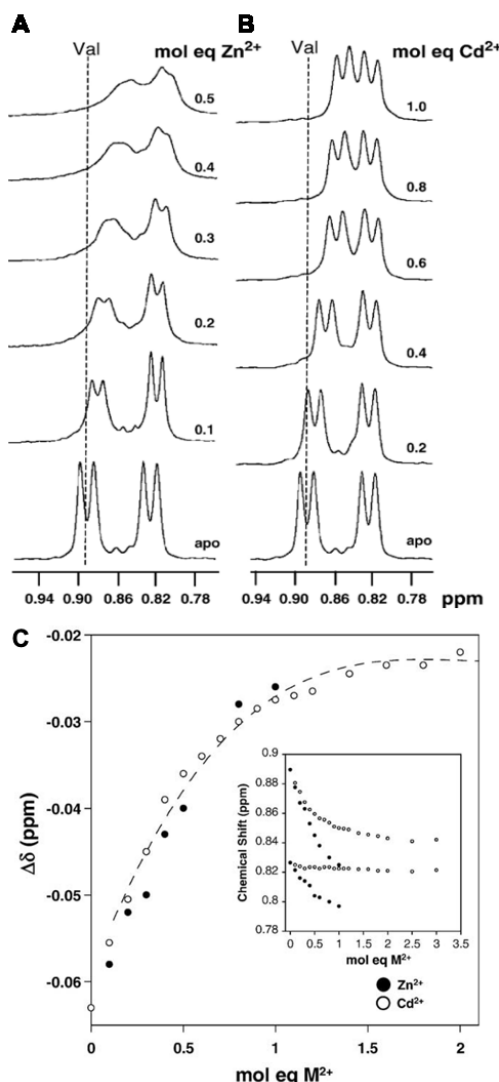 A
Val
mol eq Zn²⁺
0.5
0.4
0.3
0.2
0.1
apo
0.94 0.90 0.86 0.82 0.78
B
Val
mol eq Cd²⁺
1.0
0.8
0.6
0.4
0.2
apo
0.94 0.90 0.86 0.82 0.78 ppm
C
Δδ (ppm)
-0.02
-0.03
-0.04
-0.05
-0.06
0 0.5 1 1.5 2
mol eq M²⁺
Chemical Shift (ppm)
0.9
0.88
0.86
0.84
0.82
0.8
0.78
0 0.5 1 1.5 2 2.5 3 3.5
mol eq M²⁺
Zn²⁺
Cd²⁺